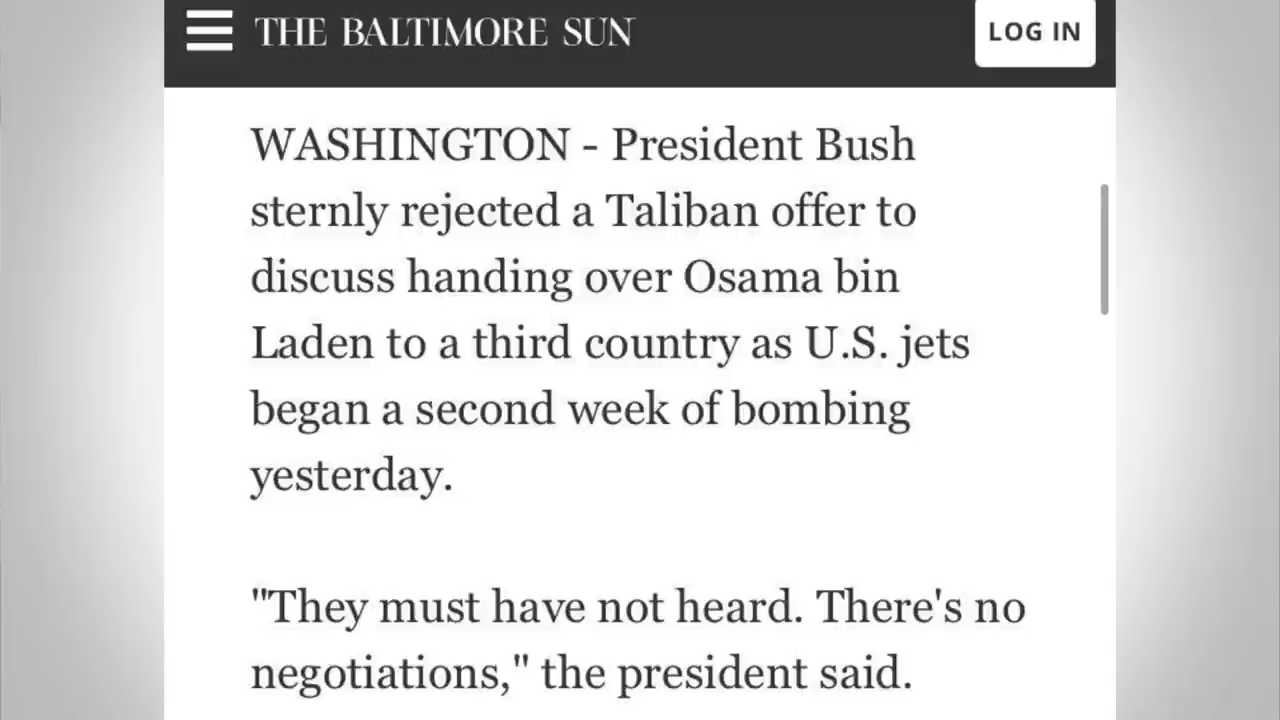 THE BALTIMORE SUN
LOG IN
WASHINGTON - President Bush
sternly rejected a Taliban offer to
discuss handing over Osama bin
Laden to a third country as U.S. jets
began a second week of bombing
yesterday.
"They must have not heard. There's no
negotiations," the president said.